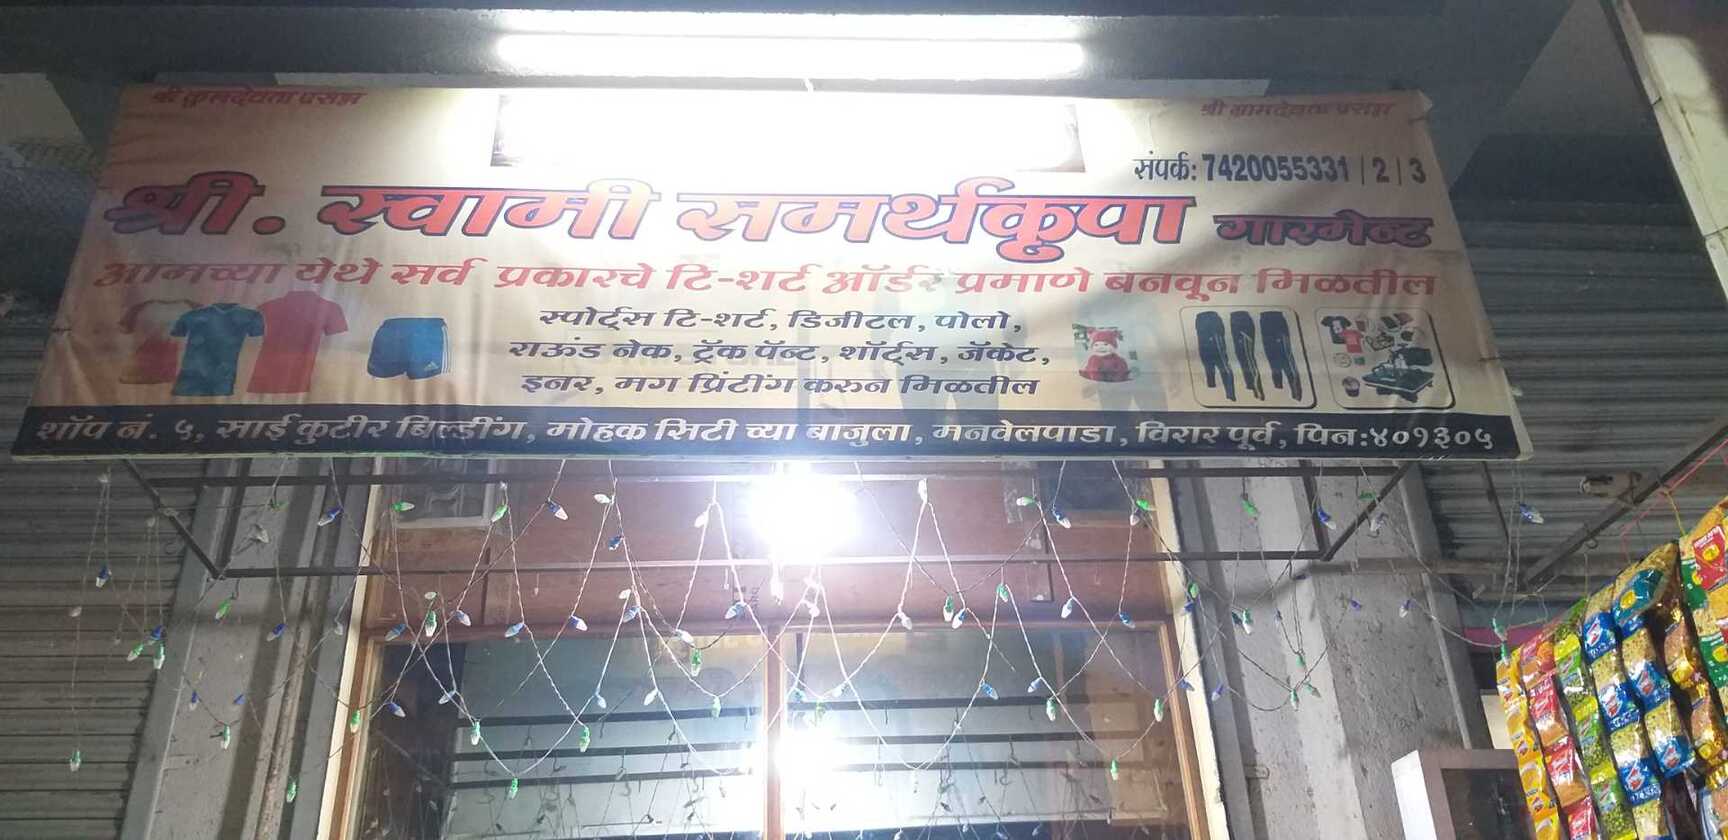 श्री कुलदेवता प्रसन्न
श्री ग्रामदेवता प्रसन्न
संपर्क: 7420055331 | 2 | 3
श्री. स्वामी समर्थकृपा गारमेन्ट
आमच्या येथे सर्व प्रकारचे टि-शर्ट ऑर्डर प्रमाणे बनवून मिळतील
स्पोर्ट्स टि-शर्ट, डिजीटल, पोलो,
राऊंड नेक, ट्रॅक पॅन्ट, शॉर्ट्स, जॅकेट,
इनर, मग प्रिंटींग करुन मिळतील
शॉप नं. ५, साई कुटीर बिल्डींग, मोहक सिटी च्या बाजुला, मनवेलपाडा, विरार पूर्व, पिन:४०१३०५